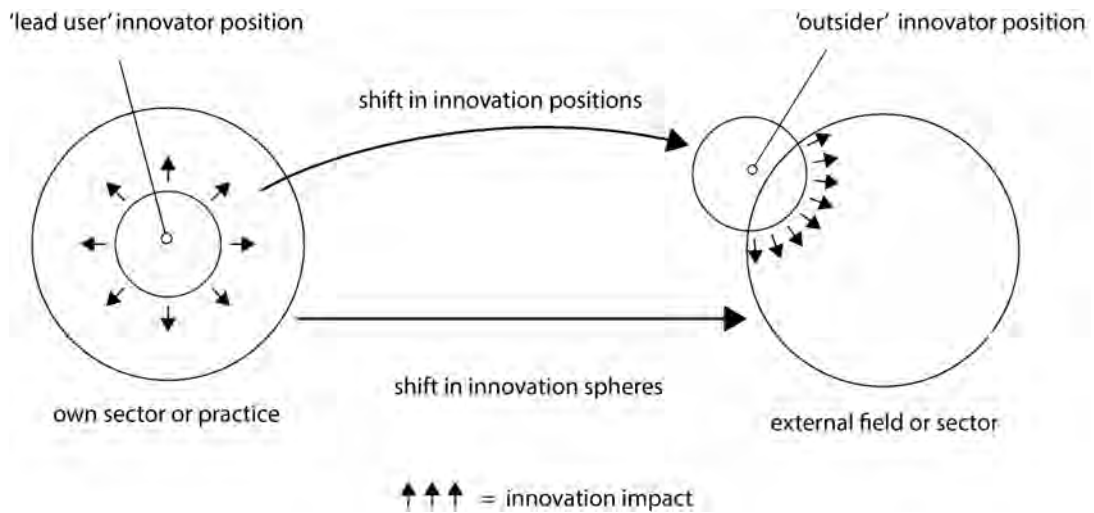 'lead user' innovator position
'outsider' innovator position
shift in innovation positions
shift in innovation spheres
own sector or practice
external field or sector
= innovation impact